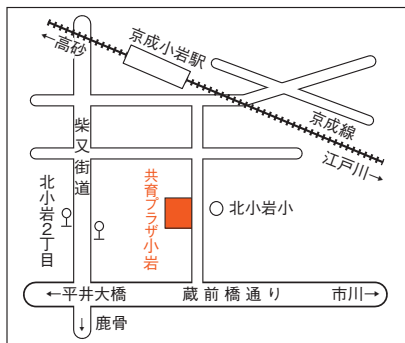 ←高砂
京成小岩駅
京成線
江戸川→
柴又街道
北小岩2丁目
共育プラザ小岩
北小岩小
←平井大橋
蔵前橋通り
市川→
↓鹿骨